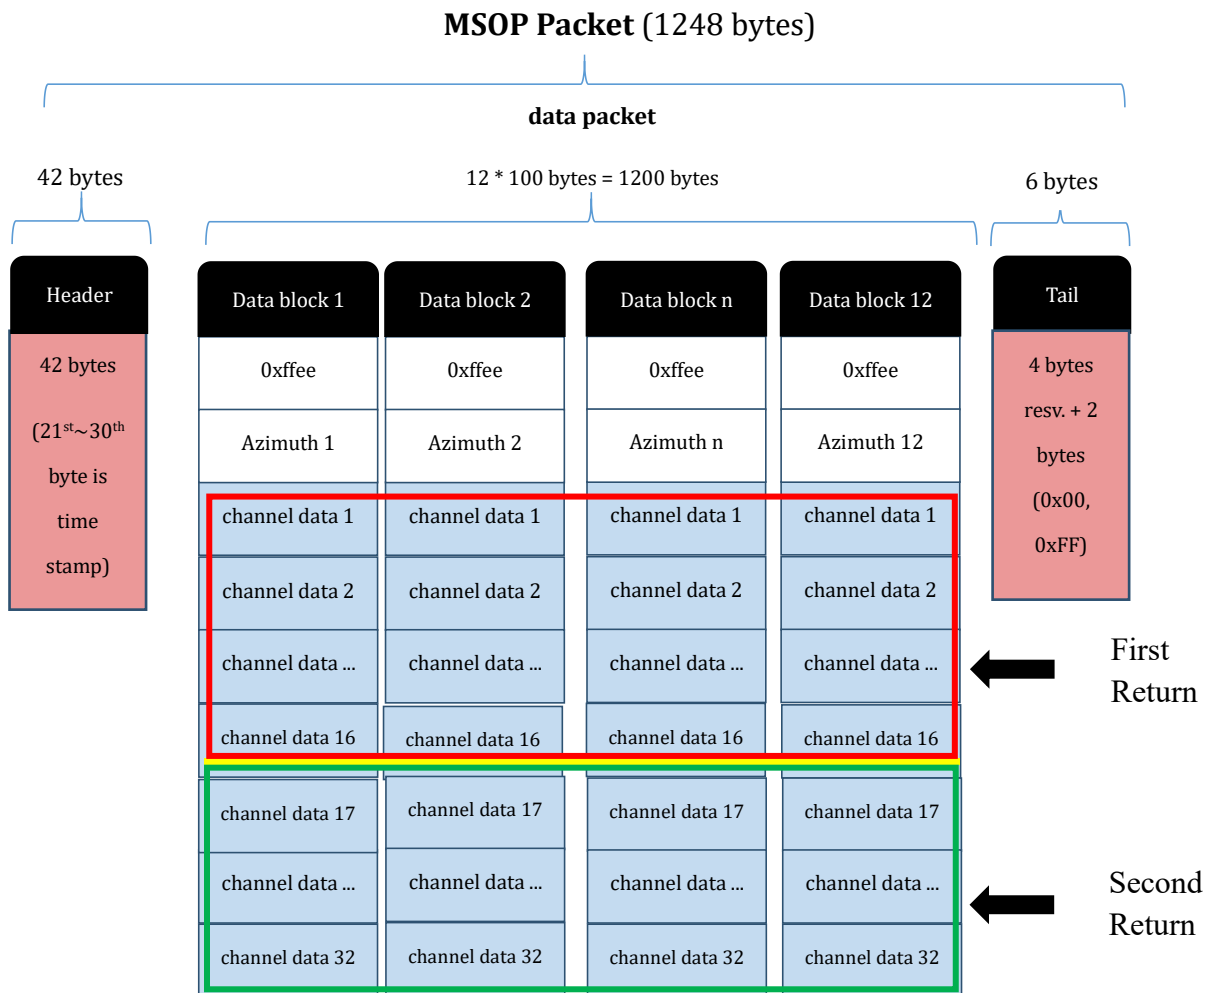 MSOP Packet (1248 bytes)
data packet
42 bytes
12 * 100 bytes = 1200 bytes
6 bytes
Header
Data block 1
Data block 2
Data block n
Data block 12
Tail
42 bytes
(21st~30th
byte is
time
stamp)
0xffee
0xffee
0xffee
0xffee
4 bytes
resv. + 2
bytes
(0x00,
0xFF)
Azimuth 1
Azimuth 2
Azimuth n
Azimuth 12
channel data 1
channel data 1
channel data 1
channel data 1
channel data 2
channel data 2
channel data 2
channel data 2
channel data ...
channel data ...
channel data ...
channel data ...
First
Return
channel data 16
channel data 16
channel data 16
channel data 16
channel data 17
channel data 17
channel data 17
channel data 17
channel data ...
channel data ...
channel data ...
channel data ...
Second
Return
channel data 32
channel data 32
channel data 32
channel data 32